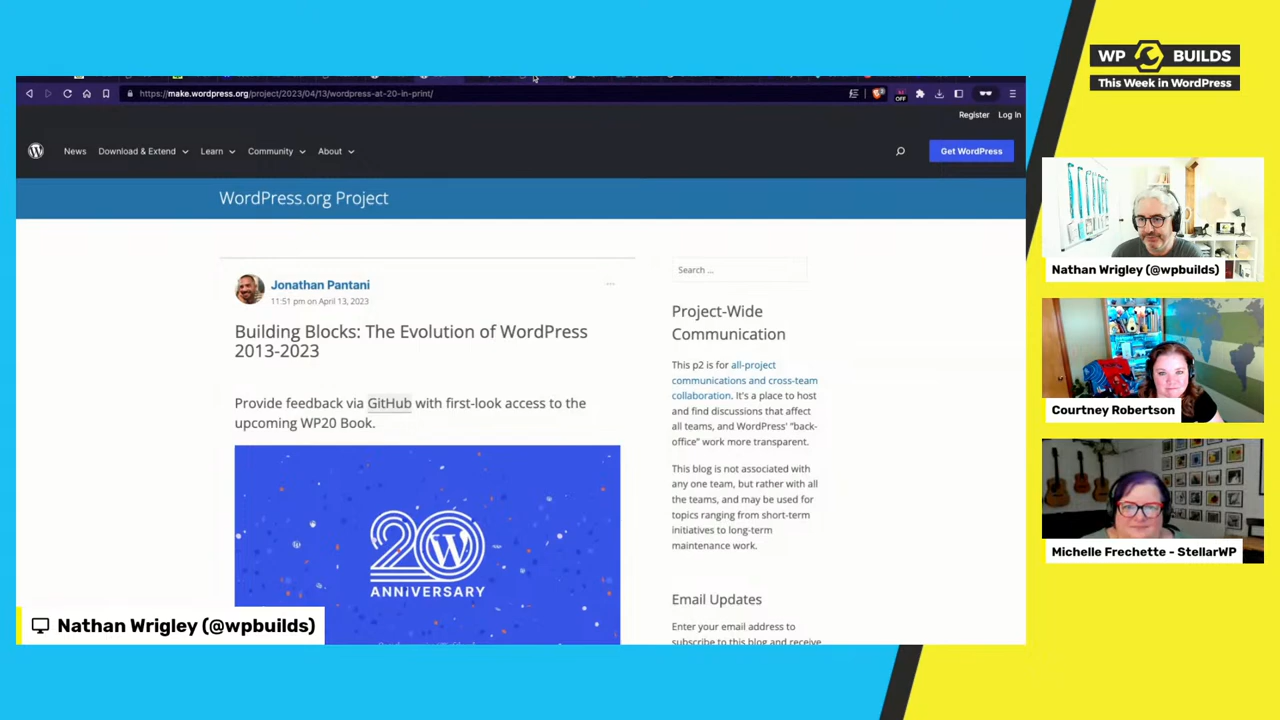 WP BUILDS
This Week in WordPress
https://make.wordpress.org/project/2023/04/13/wordpress-at-20-in-print/
OFF
Register Log In
News Download & Extend Learn Community About
Get WordPress
WordPress.org Project
Jonathan Pantani
11:51 pm on April 13, 2023
Building Blocks: The Evolution of WordPress
2013-2023
Provide feedback via GitHub with first-look access to the
upcoming WP20 Book.
20
ANNIVERSARY
Search ...
Project-Wide
Communication
This p2 is for all-project
communications and cross-team
collaboration. It's a place to host
and find discussions that affect
all teams, and WordPress' "back-
office" work more transparent.
This blog is not associated with
any one team, but rather with all
the teams, and may be used for
topics ranging from short-term
initiatives to long-term
maintenance work.
Email Updates
Enter your email address to
subscribe to this blog and receive
Nathan Wrigley (@wpbuilds)
Nathan Wrigley (@wpbuilds)
Courtney Robertson
Michelle Frechette - StellarWP